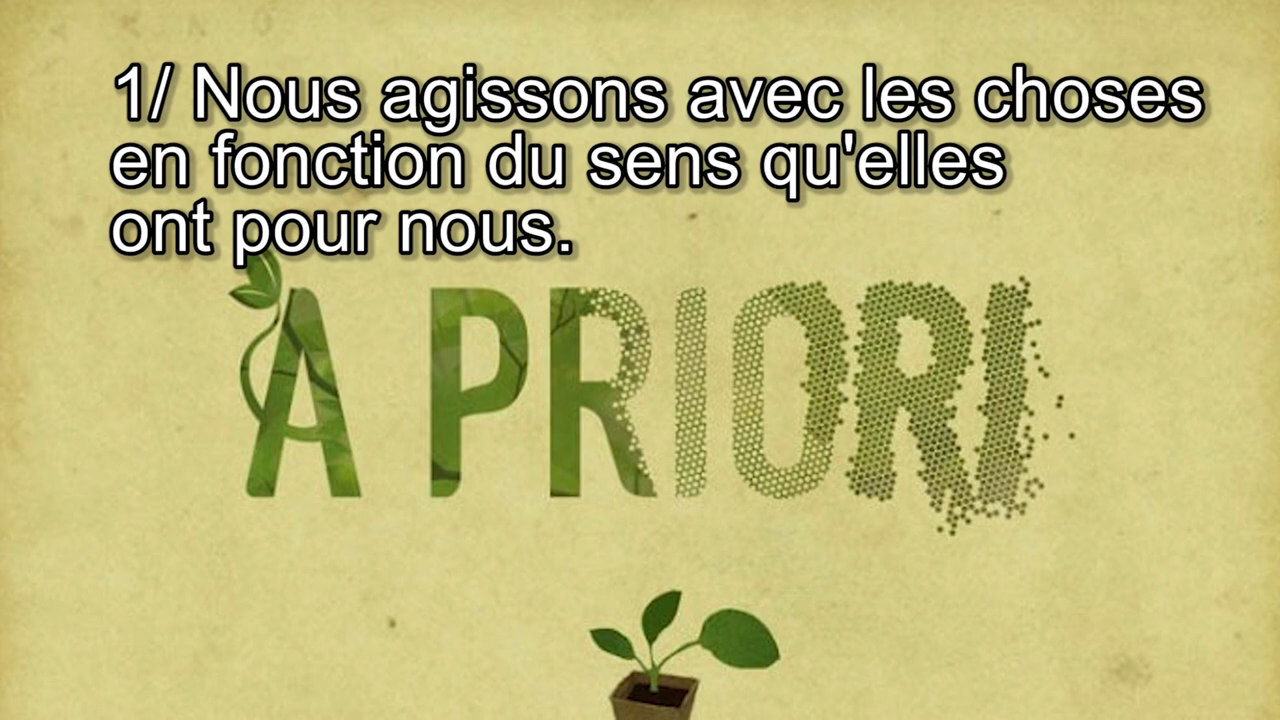 1/ Nous agissons avec les choses
en fonction du sens qu'elles
ont pour nous.
A PRIORI